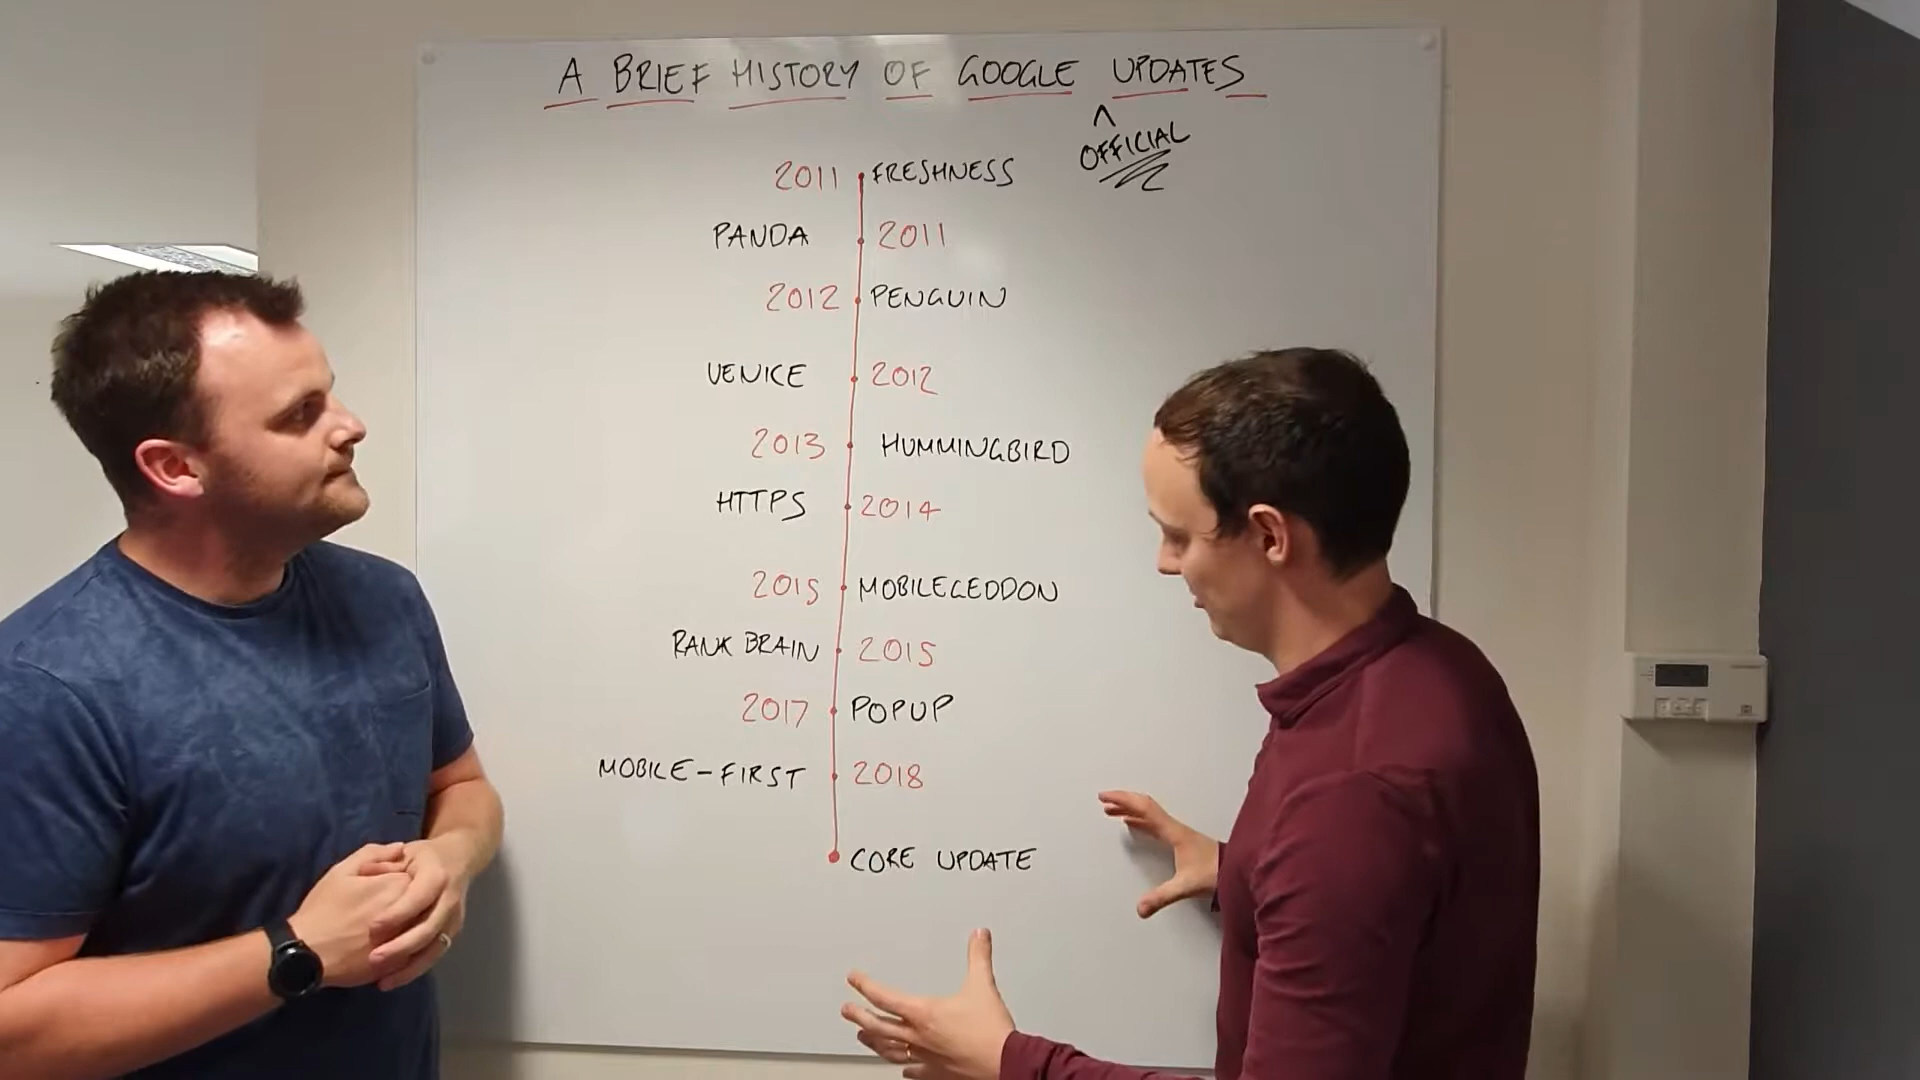 A BRIEF HISTORY OF GOOGLE UPDATES
^
OFFICIAL
2011 FRESHNESS
PANDA 2011
2012 PENGUIN
VENICE 2012
2013 HUMMINGBIRD
HTTPS 2014
2015 MOBILEGEDDON
RANK BRAIN 2015
2017 POPUP
MOBILE-FIRST 2018
CORE UPDATE